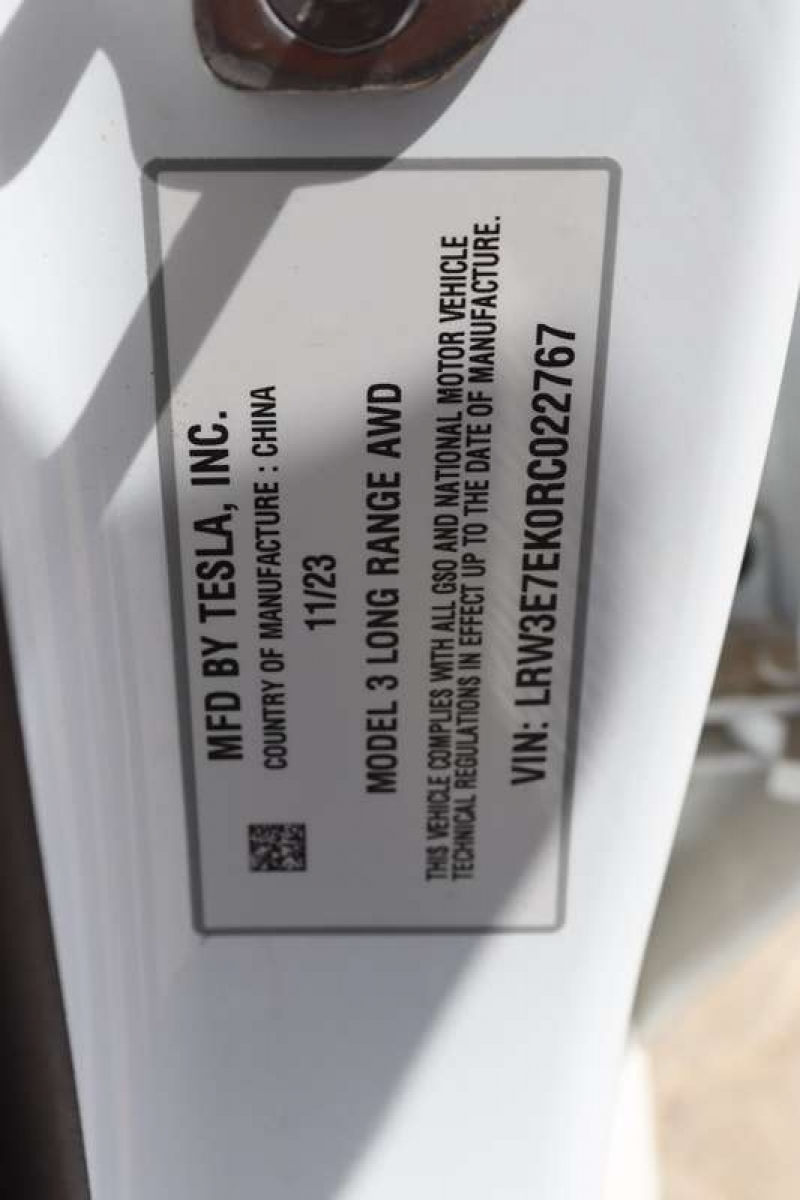 MFD BY TESLA, INC.
COUNTRY OF MANUFACTURE : CHINA
11/23
MODEL 3 LONG RANGE AWD
THIS VEHICLE COMPLIES WITH ALL GSO AND NATIONAL MOTOR VEHICLE
TECHNICAL REGULATIONS IN EFFECT UP TO THE DATE OF MANUFACTURE.
VIN: LRW3E7EK0RC022767